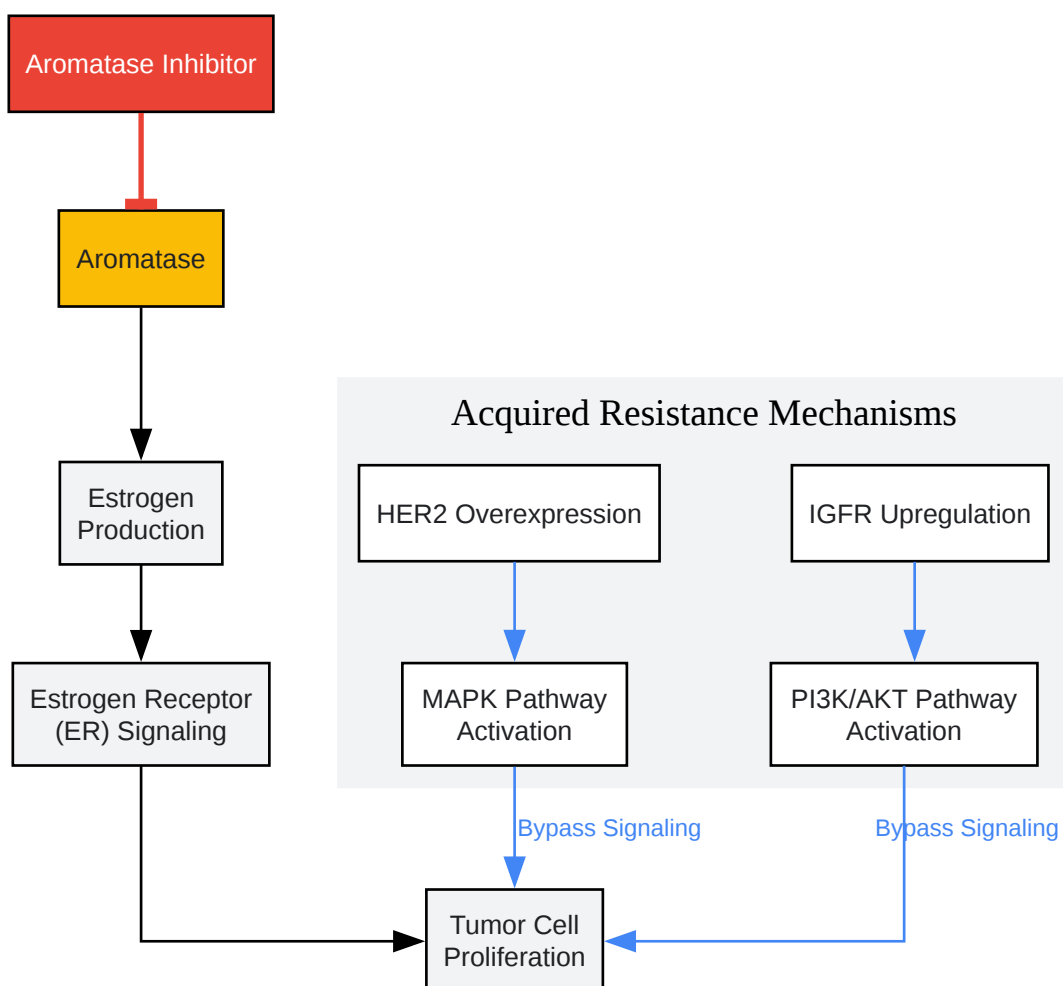 Aromatase Inhibitor
Aromatase
Acquired Resistance Mechanisms
Estrogen
Production
HER2 Overexpression
IGFR Upregulation
Estrogen Receptor
(ER) Signaling
MAPK Pathway
Activation
PI3K/AKT Pathway
Activation
Bypass Signaling
Bypass Signaling
Tumor Cell
Proliferation